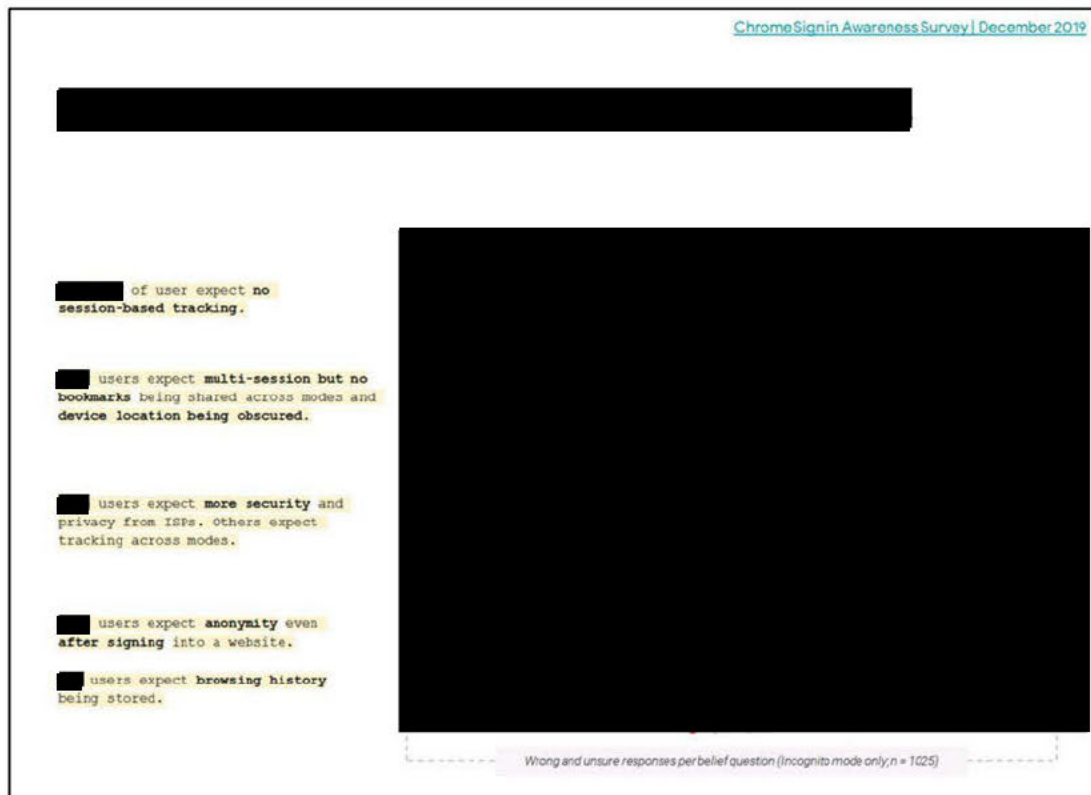 Chrome Signin Awareness Survey | December 2019
of user expect no
session-based tracking.
users expect multi-session but no
bookmarks being shared across modes and
device location being obscured.
users expect more security and
privacy from ISPs. Others expect
tracking across modes.
users expect anonymity even
after signing into a website.
users expect browsing history
being stored.
Wrong and unsure responses per belief question (Incognito mode only; n = 1025)